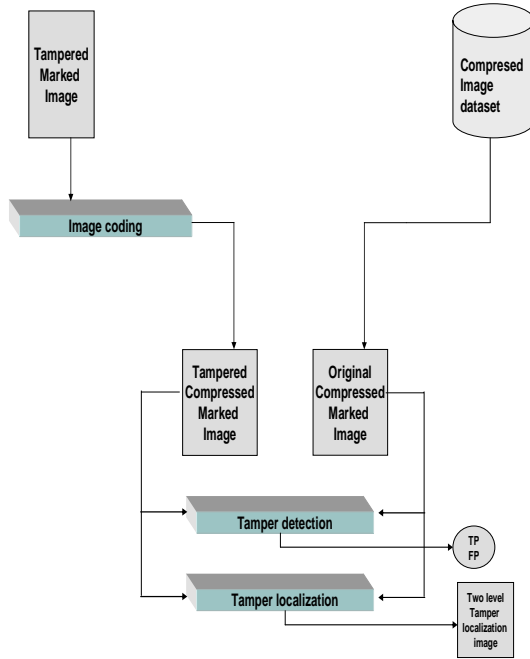 Tampered
Marked
Image
Compresed
Image
dataset
Image coding
Tampered
Compressed
Marked
Image
Original
Compressed
Marked
Image
Tamper detection
TP
FP
Tamper localization
Two level
Tamper
localization
image